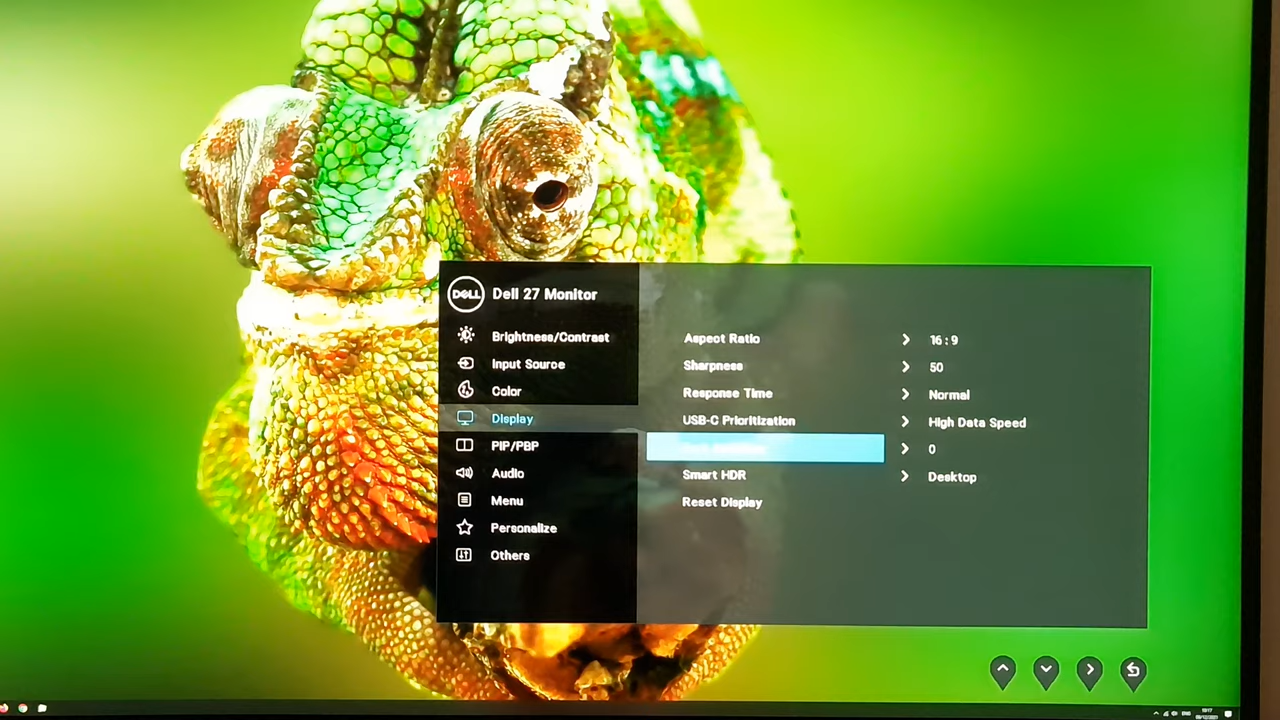 DELL Dell 27 Monitor
Brightness/Contrast
Input Source
Color
Display
PIP/PBP
Audio
Menu
Personalize
Others
Aspect Ratio > 16:9
Sharpness > 50
Response Time > Normal
USB-C Prioritization > High Data Speed
> 0
Smart HDR > Desktop
Reset Display